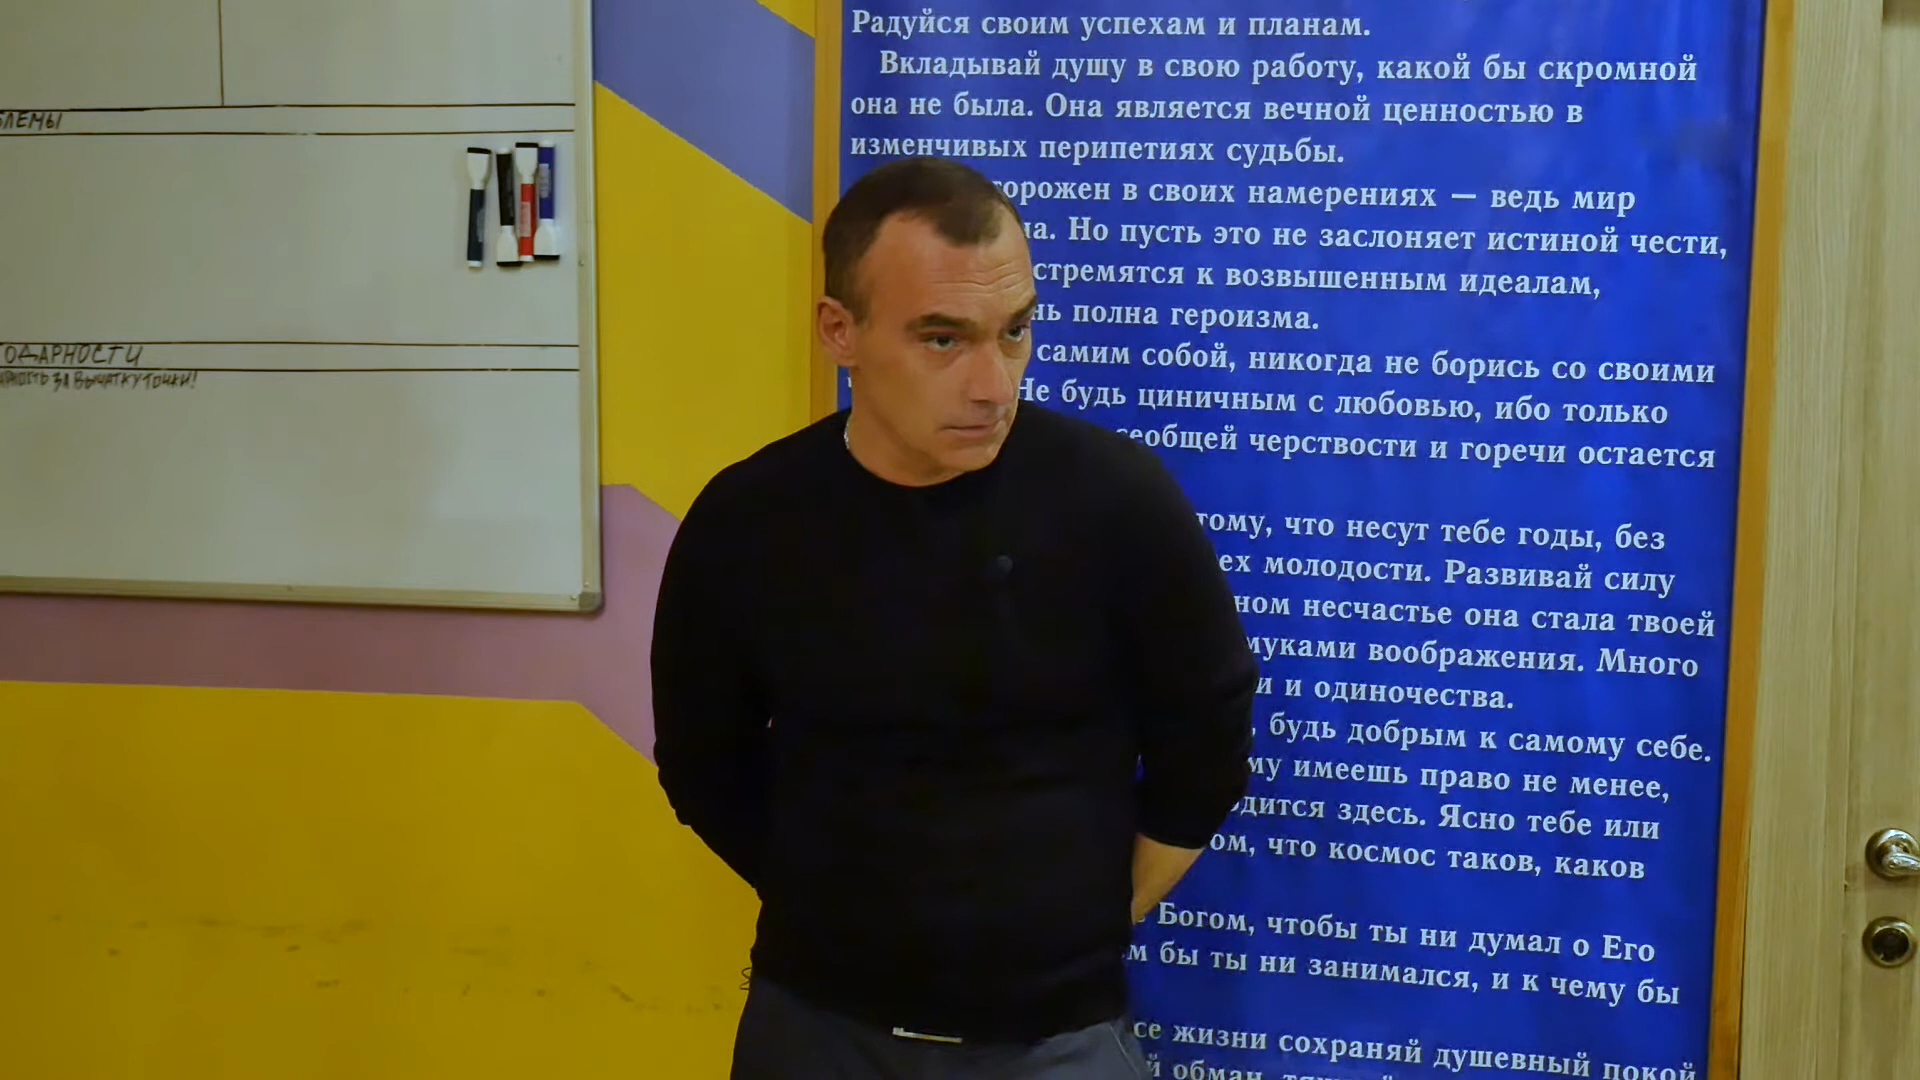 БЛЕМЫ
ОДАРНОСТИ
Радуйся своим успехам и планам.
Вкладывай душу в свою работу, какой бы скромной
она не была. Она является вечной ценностью в
изменчивых перипетиях судьбы.
торожен в своих намерениях — ведь мир
на. Но пусть это не заслоняет истиной чести,
стремятся к возвышенным идеалам,
нь полна героизма.
самим собой, никогда не борись со своими
Не будь циничным с любовью, ибо только
сеобщей черствости и горечи остается
тому, что несут тебе годы, без
ех молодости. Развивай силу
ном несчастье она стала твоей
муками воображения. Много
и и одиночества.
, будь добрым к самому себе.
му имеешь право не менее,
одится здесь. Ясно тебе или
ом, что космос таков, каков
Богом, чтобы ты ни думал о Его
м бы ты ни занимался, и к чему бы
се жизни сохраняй душевный покой
й обман,